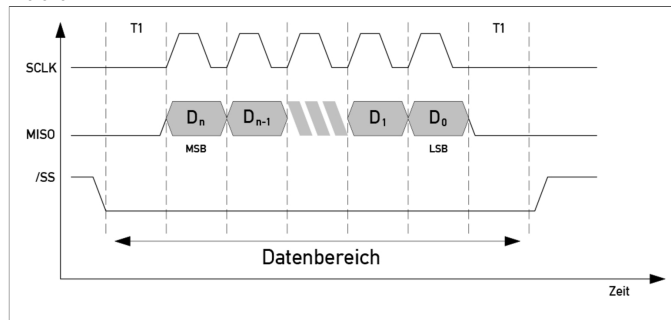 T1 T1
SCLK
Dn Dn-1 D1 D0
MISO
MSB LSB
/SS
Datenbereich
Zeit